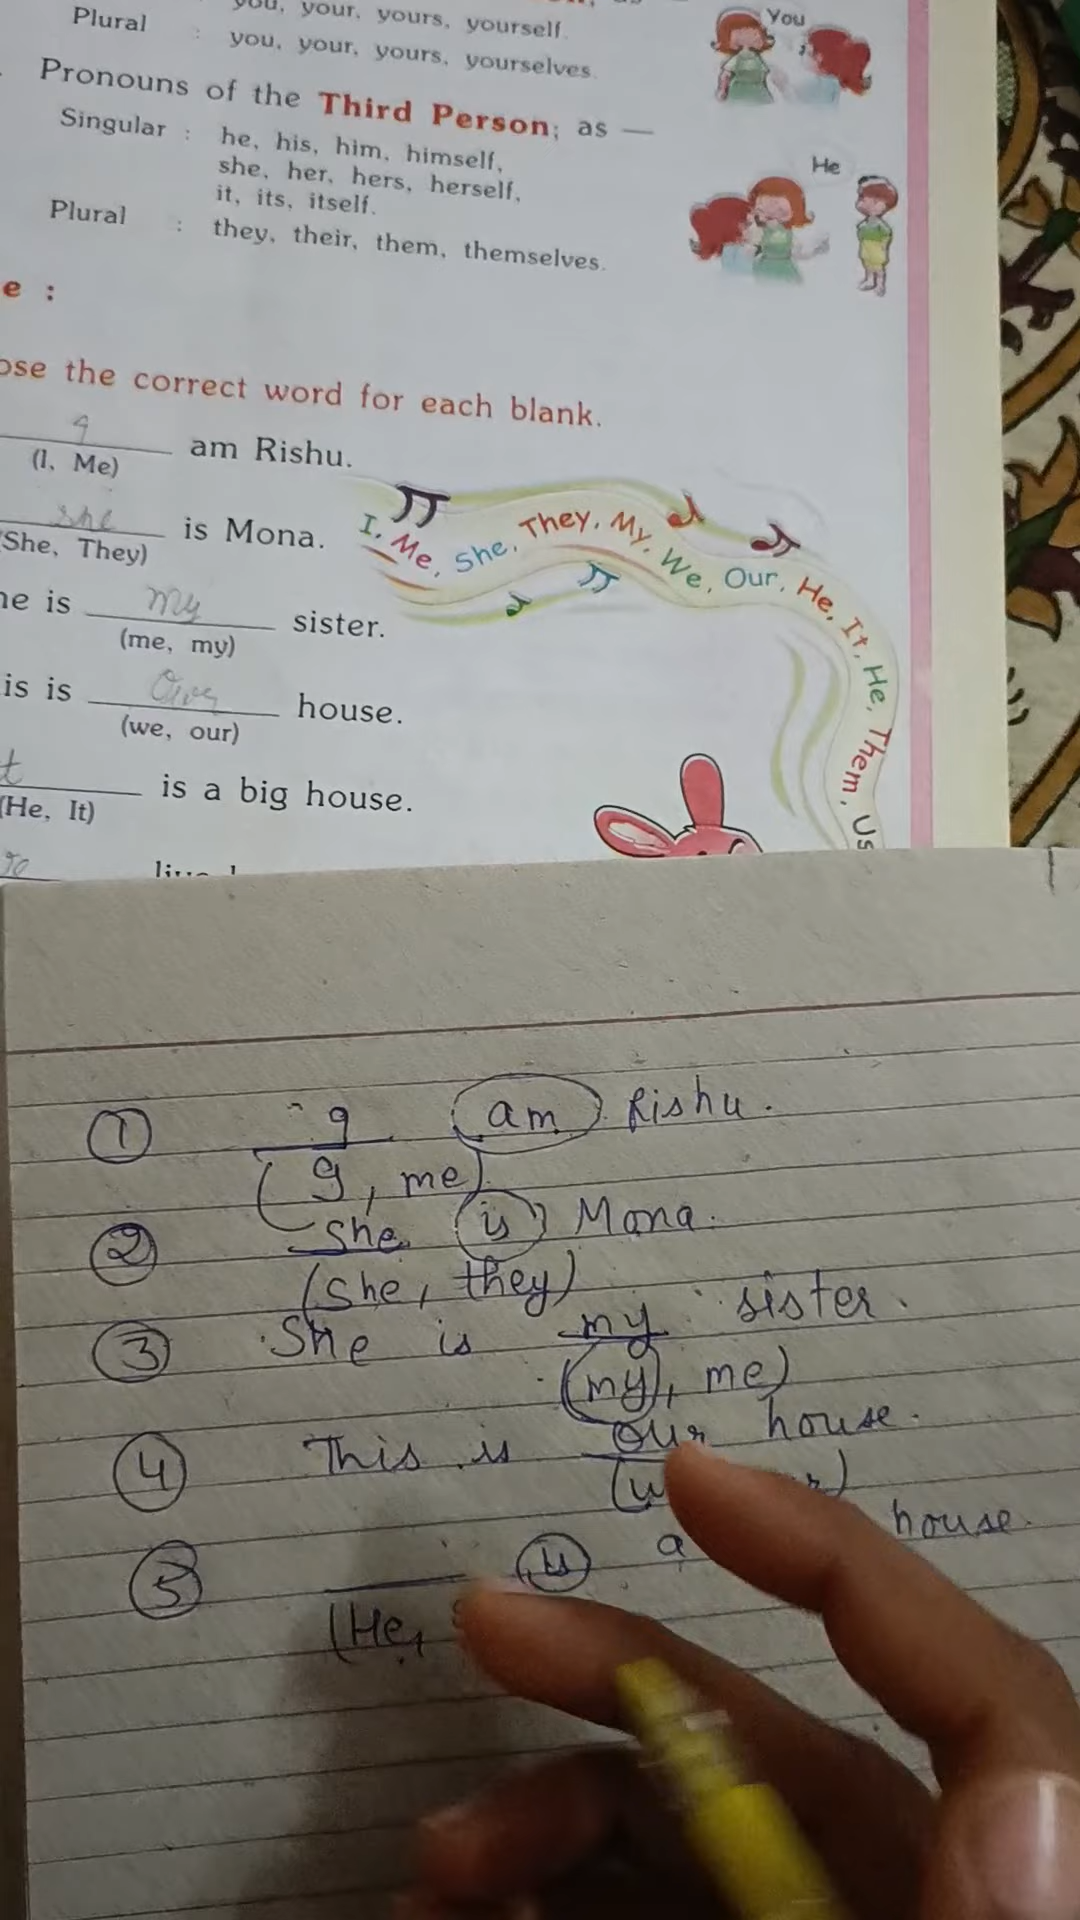 you, your, yours, yourself.
Plural : you, your, yours, yourselves.
You
Pronouns of the Third Person; as —
Singular : he, his, him, himself,
she, her, hers, herself,
it, its, itself.
Plural : they, their, them, themselves.
He
e :
ose the correct word for each blank.
I am Rishu.
(I, Me)
she is Mona.
(She, They)
he is my sister.
(me, my)
is is Our house.
(we, our)
t is a big house.
(He, It)
I, Me, She, They, My, We, Our, He, It, He, Them, Us
1 I am Rishu.
(I, me)
2 She is Mona.
(She, they)
3 She is my sister.
(my, me)
4 This is our house.
5 is a house.
(He,